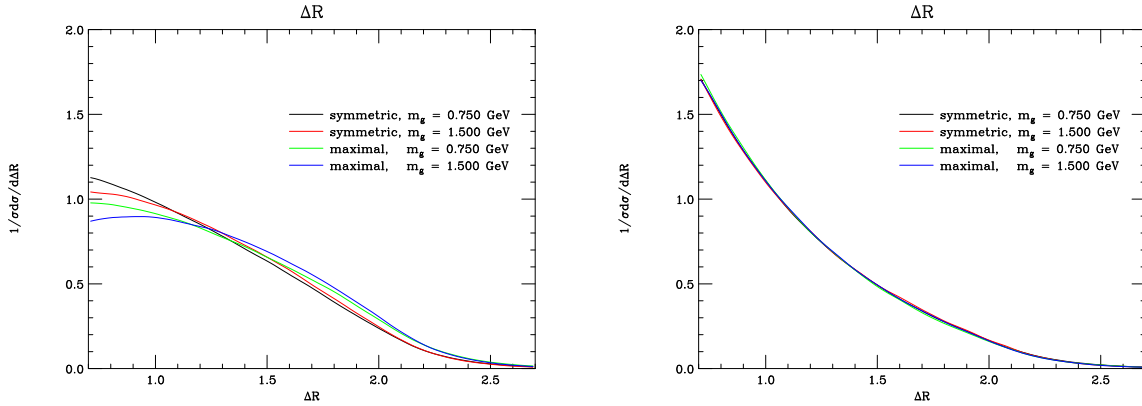 ΔR
2.0
1.5
1.0
0.5
0.0
1/σdσ/dΔR
symmetric, m_g = 0.750 GeV
symmetric, m_g = 1.500 GeV
maximal, m_g = 0.750 GeV
maximal, m_g = 1.500 GeV
1.0 1.5 2.0 2.5
ΔR
ΔR
2.0
1.5
1.0
0.5
0.0
1/σdσ/dΔR
symmetric, m_g = 0.750 GeV
symmetric, m_g = 1.500 GeV
maximal, m_g = 0.750 GeV
maximal, m_g = 1.500 GeV
1.0 1.5 2.0 2.5
ΔR